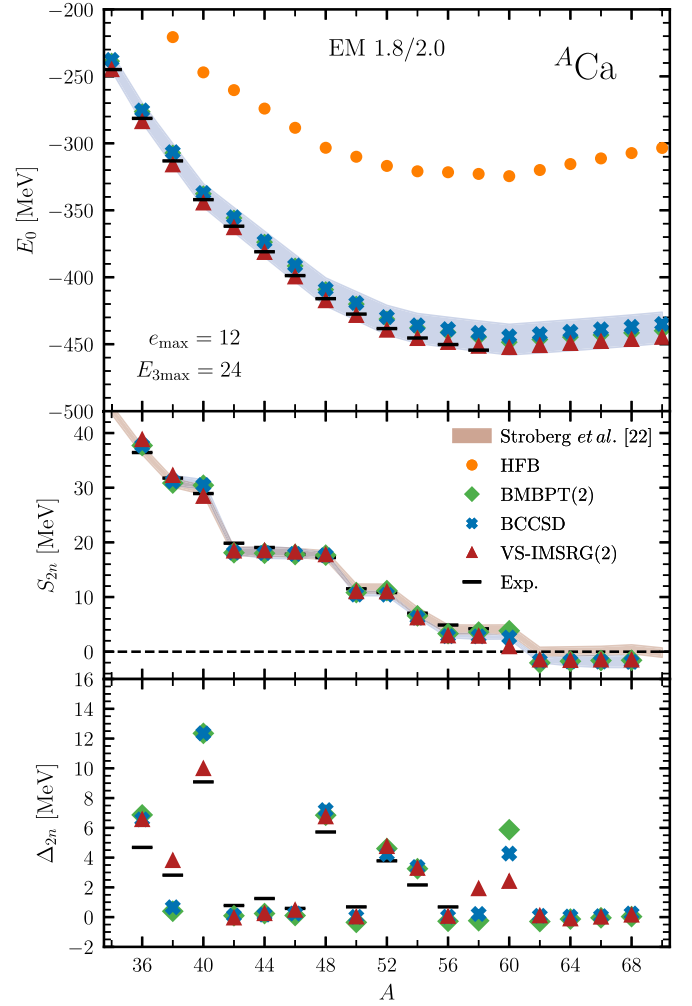 −200
−250
−300
−350
−400
−450
−500
E₀ [MeV]
EM 1.8/2.0
ᴬCa
e_max = 12
E_3max = 24
40
30
20
10
0
S₂ₙ [MeV]
Stroberg et al. [22]
HFB
BMBPT(2)
BCCSD
VS-IMSRG(2)
Exp.
16
14
12
10
8
6
4
2
0
−2
Δ₂ₙ [MeV]
36 40 44 48 52 56 60 64 68
A